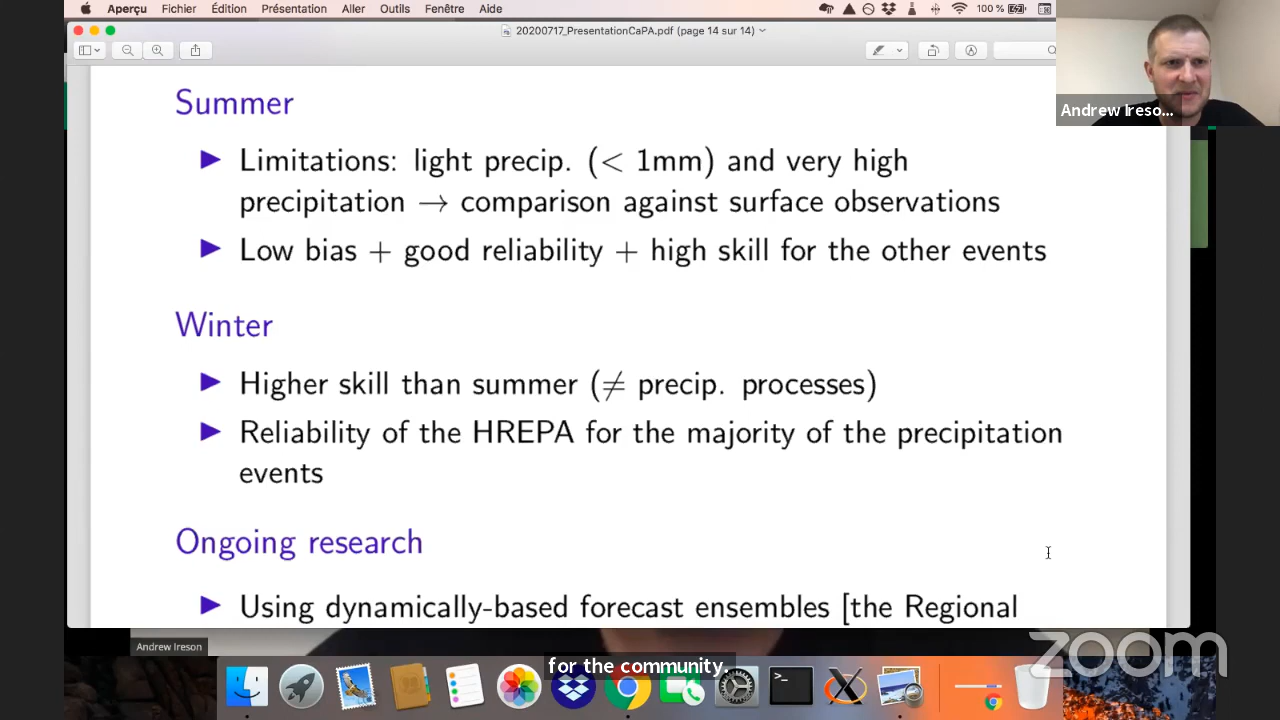 Aperçu Fichier Édition Présentation Aller Outils Fenêtre Aide 100 %
20200717_PresentationCaPA.pdf (page 14 sur 14)
Andrew Ireso...
Summer
Limitations: light precip. (< 1mm) and very high
precipitation → comparison against surface observations
Low bias + good reliability + high skill for the other events
Winter
Higher skill than summer (≠ precip. processes)
Reliability of the HREPA for the majority of the precipitation
events
Ongoing research
Using dynamically-based forecast ensembles [the Regional
Andrew Ireson
zoom
for the community.